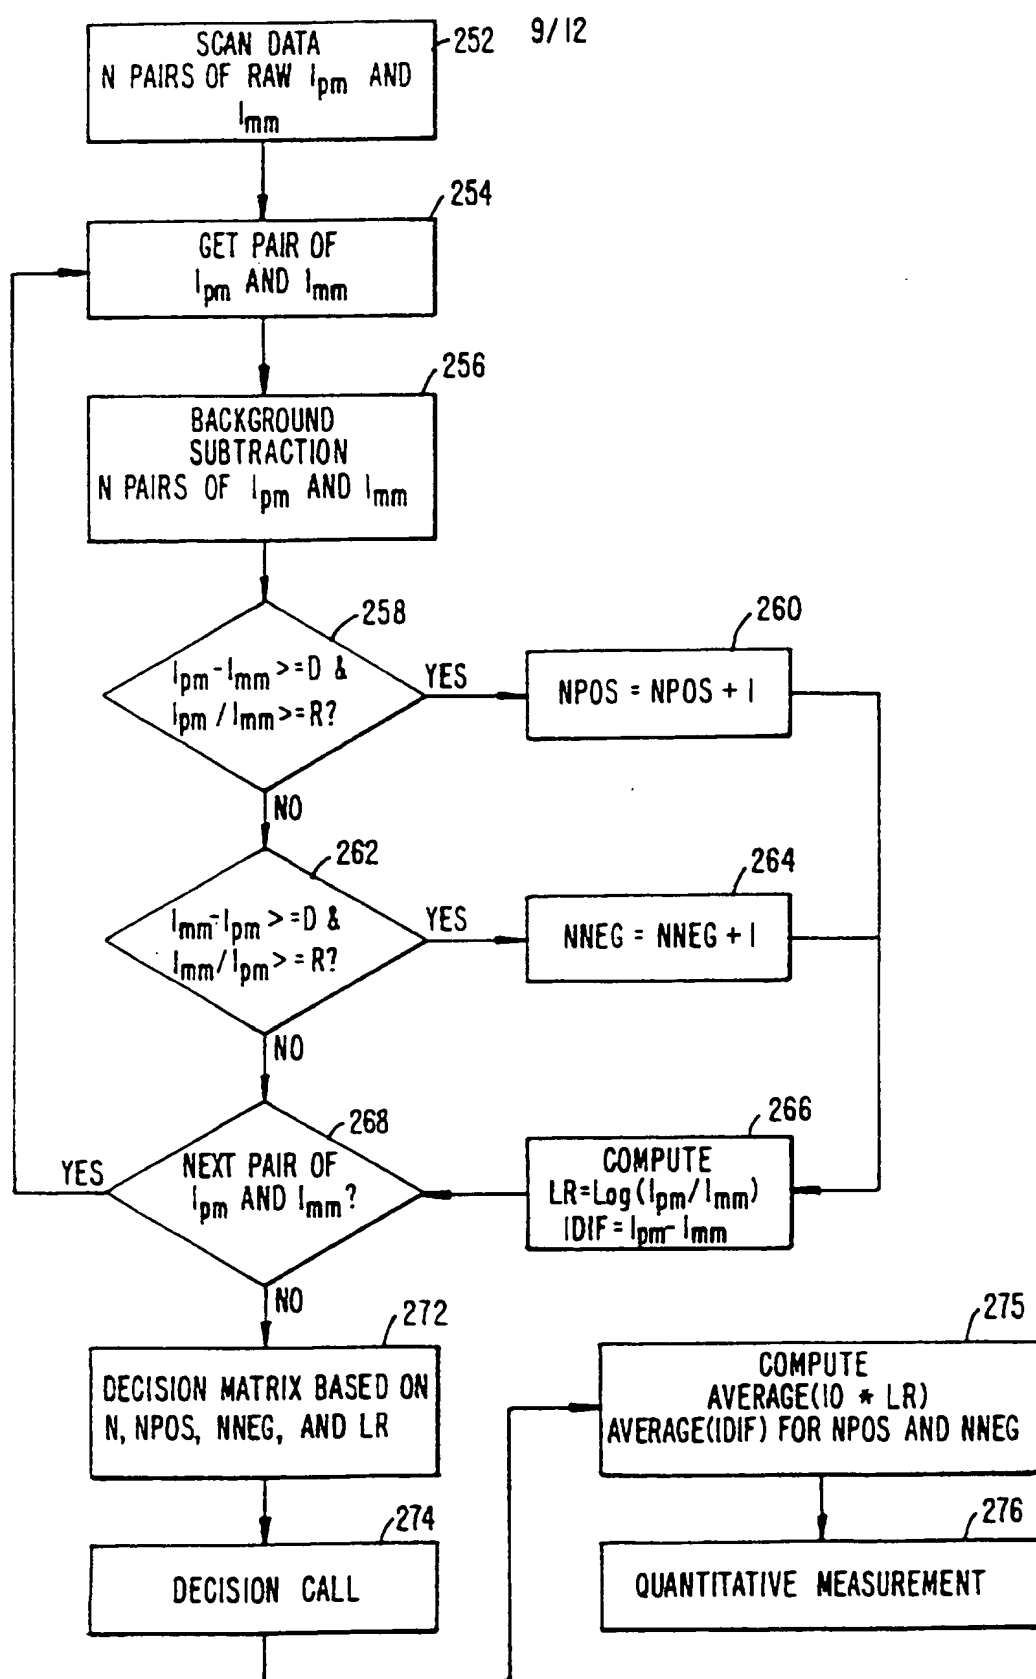 9/12
252
SCAN DATA
N PAIRS OF RAW Ipm AND
Imm
254
GET PAIR OF
Ipm AND Imm
256
BACKGROUND
SUBTRACTION
N PAIRS OF Ipm AND Imm
258
Ipm-Imm >=D &
Ipm / Imm >=R?
YES
260
NPOS = NPOS + 1
NO
262
Imm-Ipm >=D &
Imm/Ipm >=R?
YES
264
NNEG = NNEG + 1
NO
268
NEXT PAIR OF
Ipm AND Imm?
YES
266
COMPUTE
LR=Log(Ipm/Imm)
IDIF=Ipm-Imm
NO
272
DECISION MATRIX BASED ON
N, NPOS, NNEG, AND LR
274
DECISION CALL
275
COMPUTE
AVERAGE(10 * LR)
AVERAGE(IDIF) FOR NPOS AND NNEG
276
QUANTITATIVE MEASUREMENT